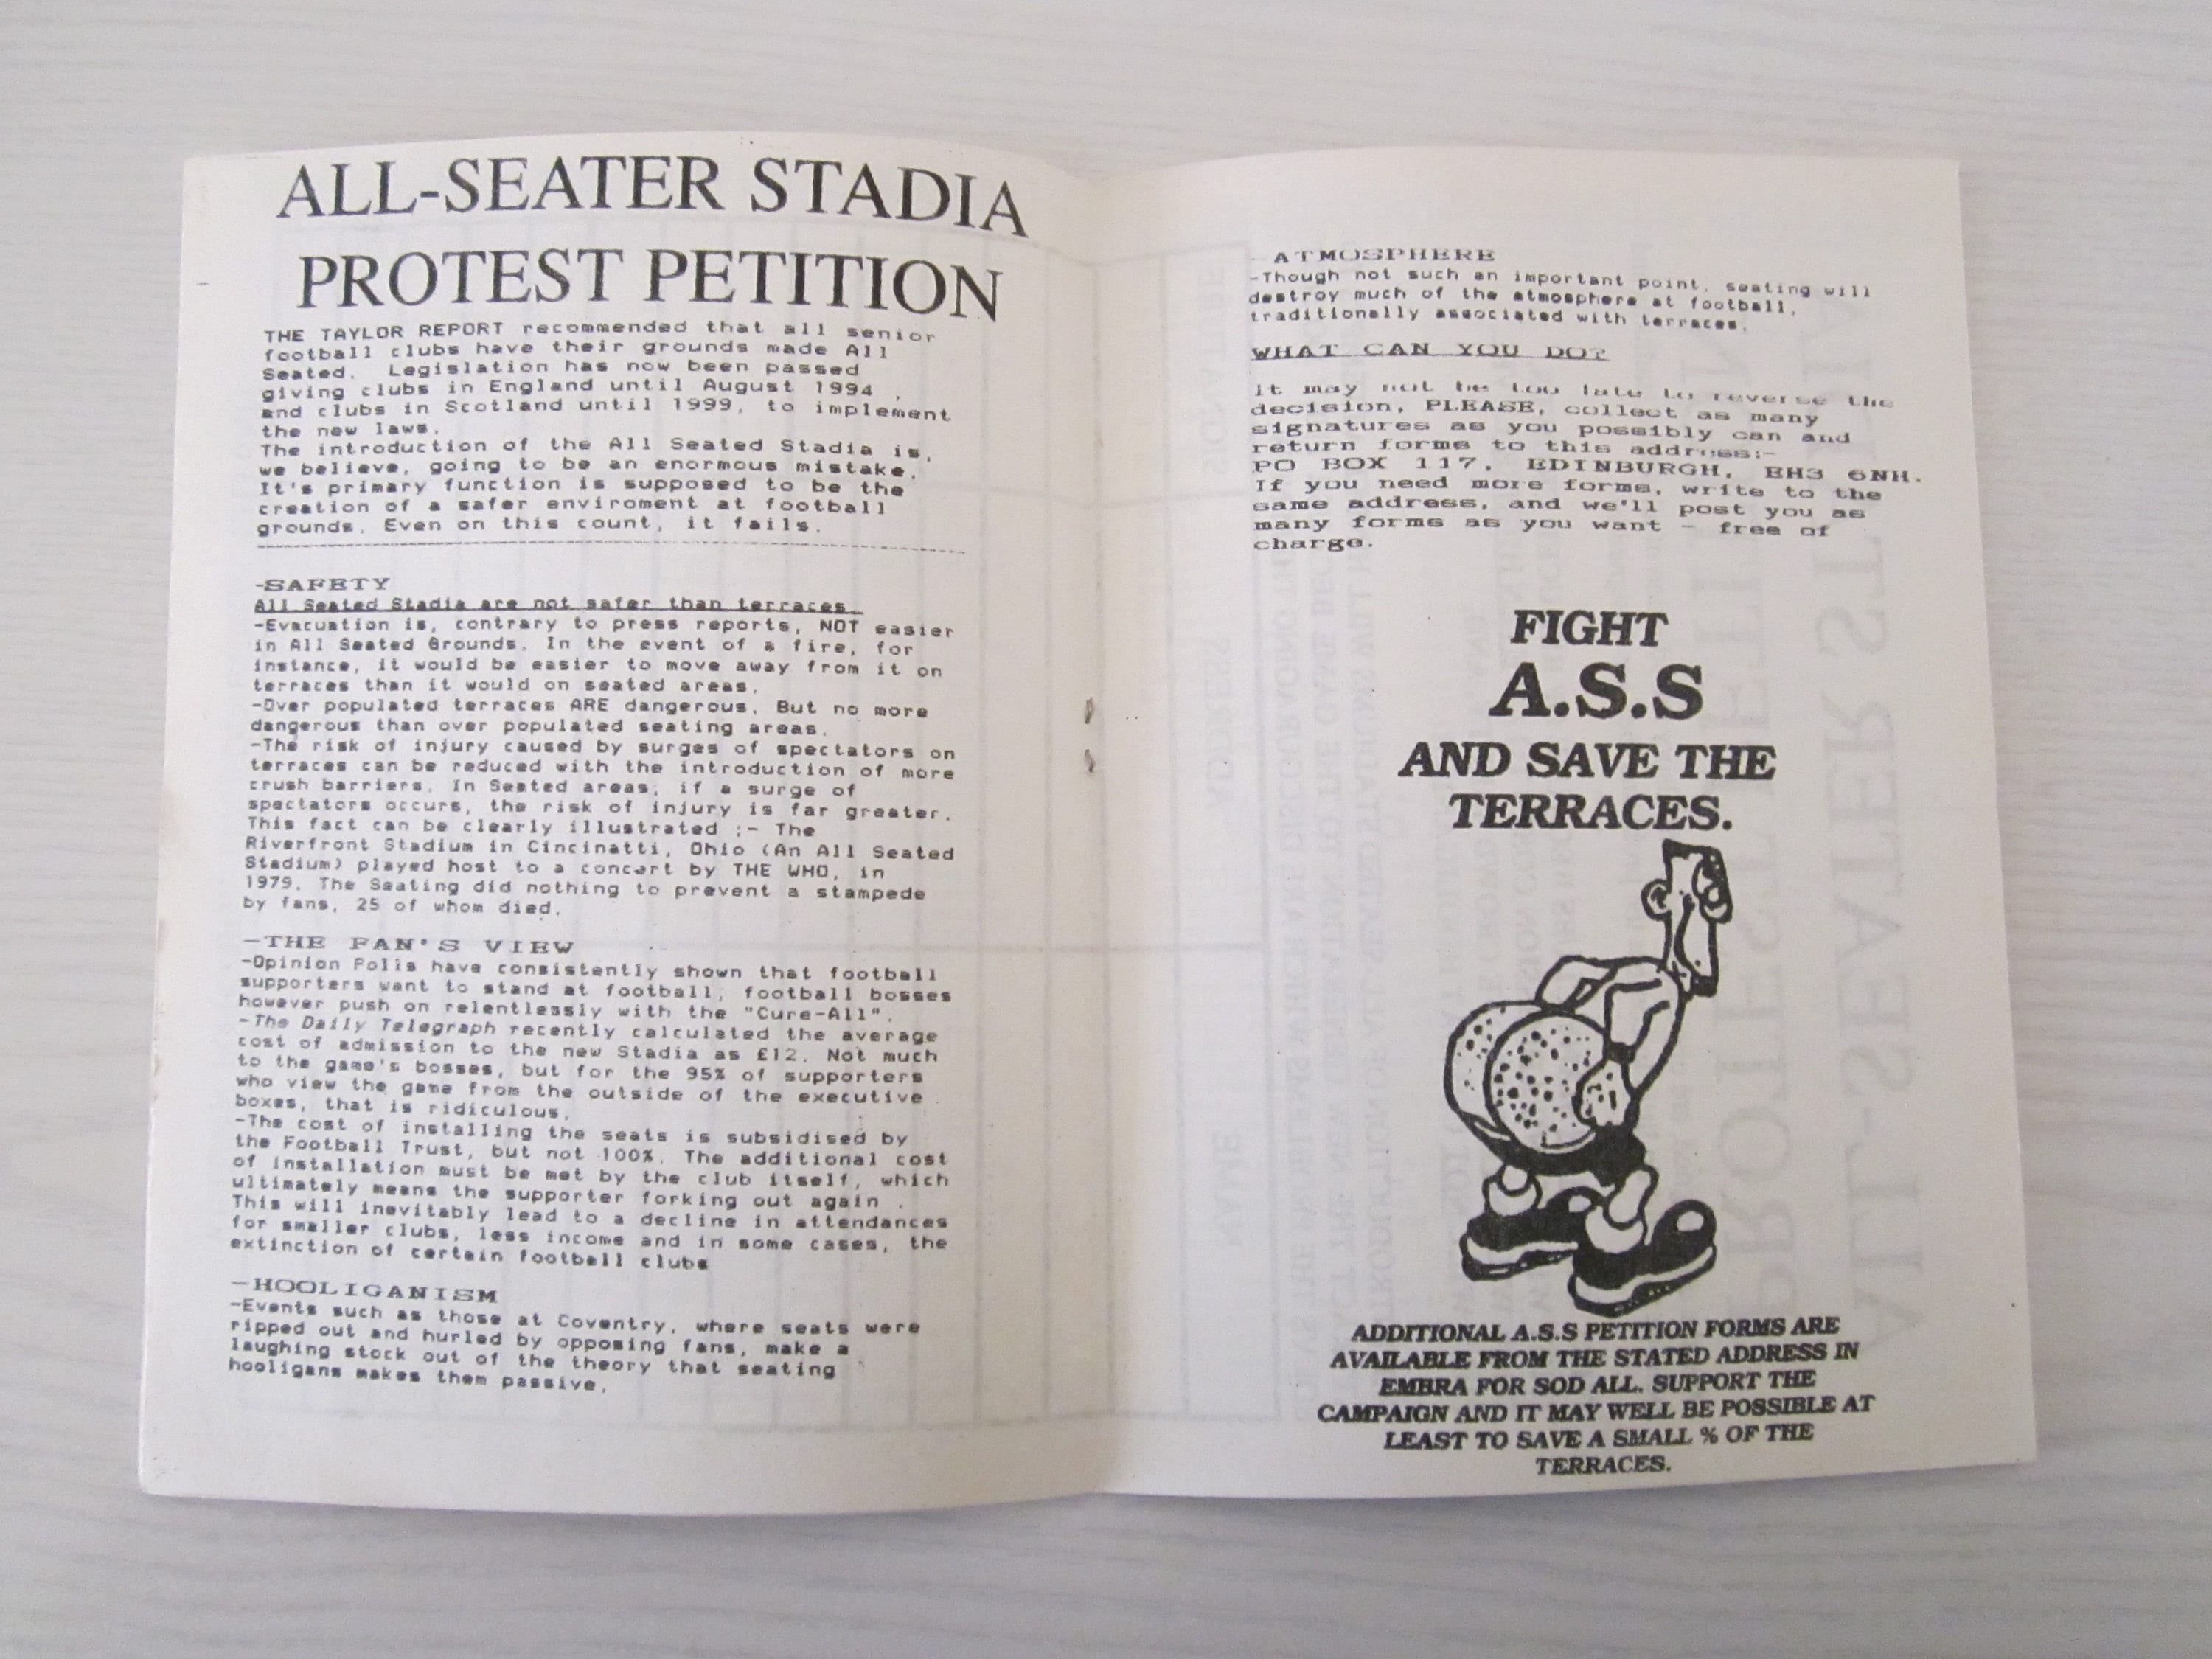 ALL-SEATER STADIA
PROTEST PETITION
THE TAYLOR REPORT recommended that all senior
football clubs have their grounds made All
Seated. Legislation has now been passed
giving clubs in England until August 1994 ,
and clubs in Scotland until 1999, to implement
the new laws.
The introduction of the All Seated Stadia is,
we believe, going to be an enormous mistake.
It's primary function is supposed to be the
creation of a safer enviroment at football
grounds. Even on this count, it fails.
-SAFETY
All Seated Stadia are not safer than terraces
-Evacuation is, contrary to press reports, NOT easier
in All Seated Grounds. In the event of a fire, for
instance, it would be easier to move away from it on
terraces than it would on seated areas.
-Over populated terraces ARE dangerous. But no more
dangerous than over populated seating areas.
-The risk of injury caused by surges of spectators on
terraces can be reduced with the introduction of more
crush barriers. In Seated areas, if a surge of
spectators occurs, the risk of injury is far greater.
This fact can be clearly illustrated :- The
Riverfront Stadium in Cincinatti, Ohio (An All Seated
Stadium) played host to a concert by THE WHO, in
1979. The Seating did nothing to prevent a stampede
by fans, 25 of whom died.
-THE FAN'S VIEW
-Opinion Polls have consistently shown that football
supporters want to stand at football, football bosses
however push on relentlessly with the "Cure-All".
-The Daily Telegraph recently calculated the average
cost of admission to the new Stadia as £12. Not much
to the game's bosses, but for the 95% of supporters
who view the game from the outside of the executive
boxes, that is ridiculous.
-The cost of installing the seats is subsidised by
the Football Trust, but not 100%. The additional cost
of installation must be met by the club itself, which
ultimately means the supporter forking out again .
This will inevitably lead to a decline in attendances
for smaller clubs, less income and in some cases, the
extinction of certain football clubs
-HOOLIGANISM
-Events such as those at Coventry, where seats were
ripped out and hurled by opposing fans, make a
laughing stock out of the theory that seating
hooligans makes them passive.
-ATMOSPHERE
-Though not such an important point, seating will
destroy much of the atmosphere at football,
traditionally associated with terraces.
WHAT CAN YOU DO?
It may not be too late to reverse the
decision, PLEASE, collect as many
signatures as you possibly can and
return forms to this address:-
PO BOX 117, EDINBURGH, EH3 6NH.
If you need more forms, write to the
same address, and we'll post you as
many forms as you want - free of
charge.
FIGHT
A.S.S
AND SAVE THE
TERRACES.
ADDITIONAL A.S.S PETITION FORMS ARE
AVAILABLE FROM THE STATED ADDRESS IN
EMBRA FOR SOD ALL. SUPPORT THE
CAMPAIGN AND IT MAY WELL BE POSSIBLE AT
LEAST TO SAVE A SMALL % OF THE
TERRACES.